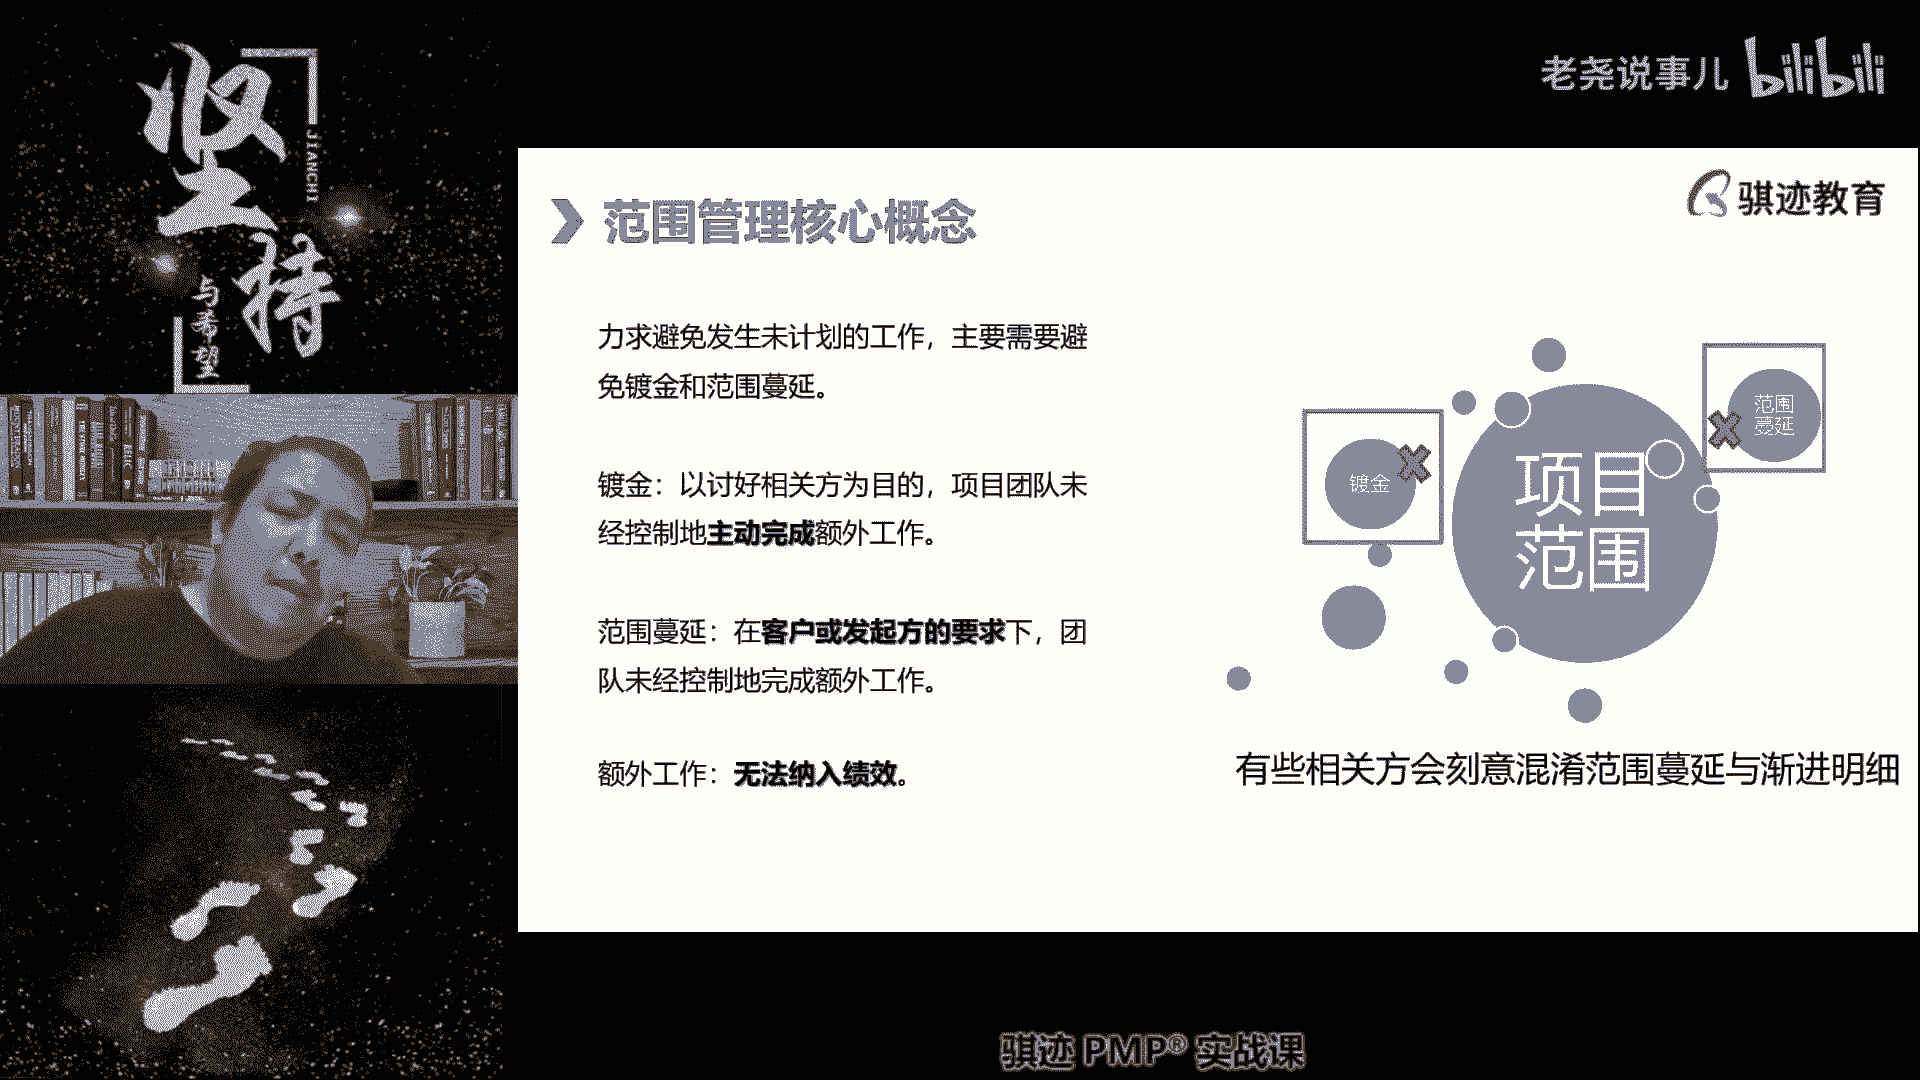 坚持
JIANCHI
与希望
老尧说事儿 bilibili
骐迹教育
范围管理核心概念
力求避免发生未计划的工作，主要需要避
免镀金和范围蔓延。
镀金：以讨好相关方为目的，项目团队未
经控制地主动完成额外工作。
范围蔓延：在客户或发起方的要求下，团
队未经控制地完成额外工作。
额外工作：无法纳入绩效。
镀金
项目
范围
范围
蔓延
有些相关方会刻意混淆范围蔓延与渐进明细
骐迹 PMP® 实战课